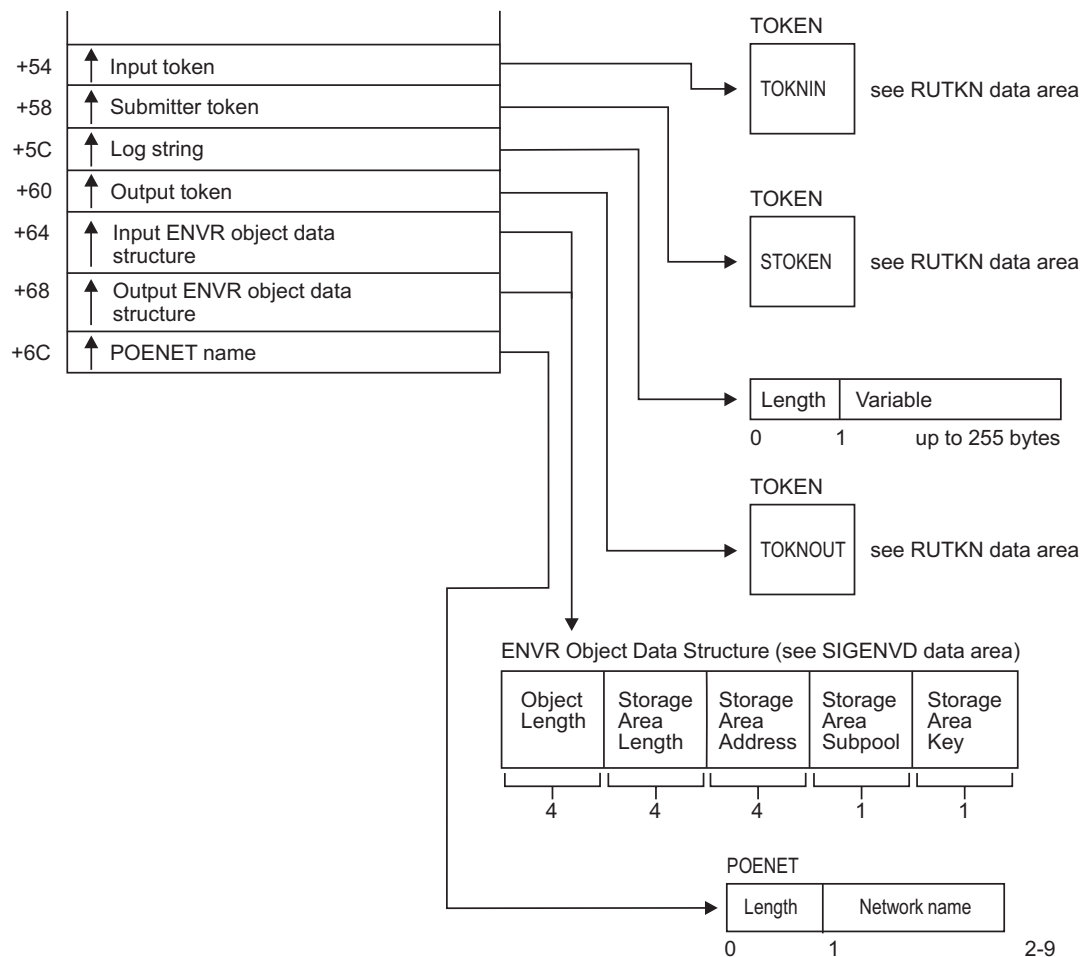 +54 Input token
+58 Submitter token
+5C Log string
+60 Output token
+64 Input ENVR object data
structure
+68 Output ENVR object data
structure
+6C POENET name
TOKEN
TOKNIN see RUTKN data area
TOKEN
STOKEN see RUTKN data area
Length Variable
0 1 up to 255 bytes
TOKEN
TOKNOUT see RUTKN data area
ENVR Object Data Structure (see SIGENVD data area)
Object Storage Storage Storage Storage
Length Area Area Area Area
Length Address Subpool Key
4 4 4 1 1
POENET
Length Network name
0 1 2-9